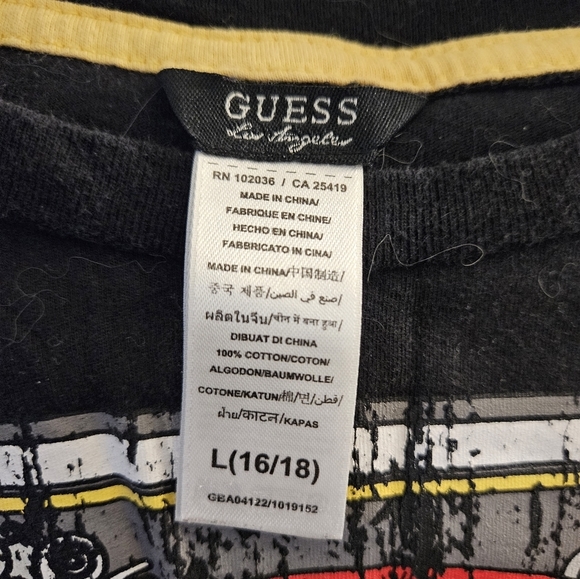 GUESS
Los Angeles
RN 102036 / CA 25419
MADE IN CHINA/
FABRIQUE EN CHINE/
HECHO EN CHINA/
FABBRICATO IN CINA/
MADE IN CHINA/中国制造/
중국 제품/صنع في الصين/
ผลิตในจีน/चीन में बना हुआ/
DIBUAT DI CHINA
100% COTTON/COTON/
ALGODON/BAUMWOLLE/
COTONE/KATUN/棉/면/قطن/
ฝ้าย/काटन/KAPAS
L(16/18)
GBA04122/1019152